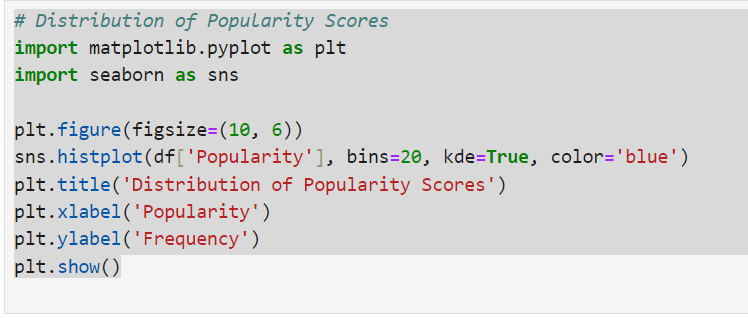 # Distribution of Popularity Scores
import matplotlib.pyplot as plt
import seaborn as sns

plt.figure(figsize=(10, 6))
sns.histplot(df['Popularity'], bins=20, kde=True, color='blue')
plt.title('Distribution of Popularity Scores')
plt.xlabel('Popularity')
plt.ylabel('Frequency')
plt.show()